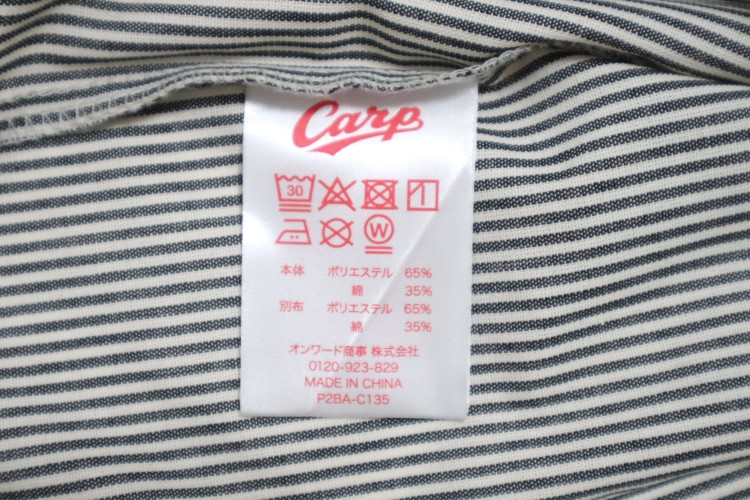 Carp
30
W
本体 ポリエステル 65%
綿 35%
別布 ポリエステル 65%
綿 35%
オンワード商事 株式会社
0120-923-829
MADE IN CHINA
P2BA-C135